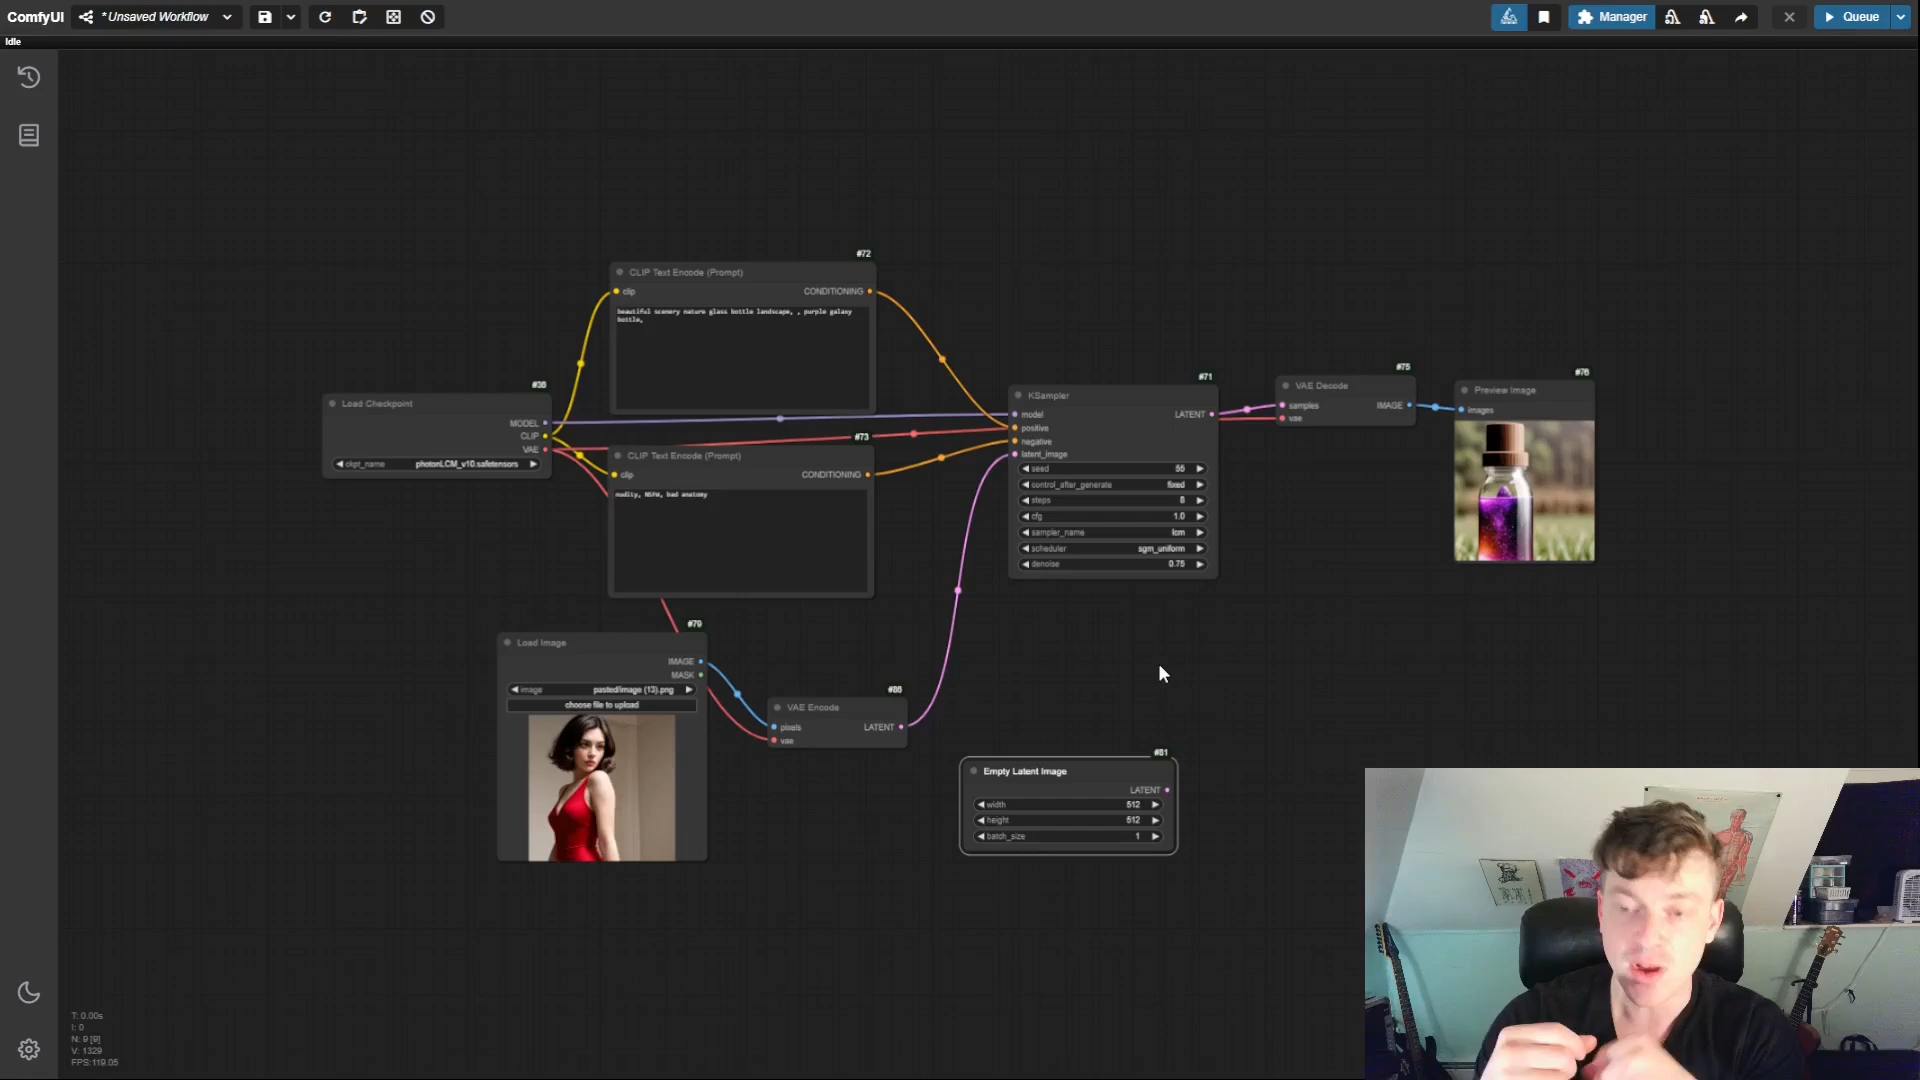 ComfyUI
*Unsaved Workflow
Manager
Queue
Idle
#72
CLIP Text Encode (Prompt)
clip
CONDITIONING
beautiful scenery nature glass bottle landscape, , purple galaxy
bottle,
#38
Load Checkpoint
MODEL
CLIP
VAE
ckpt_name
photonLCM_v10.safetensors
#73
CLIP Text Encode (Prompt)
clip
CONDITIONING
nudity, NSFW, bad anatomy
#71
KSampler
model
LATENT
positive
negative
latent_image
seed
55
control_after_generate
fixed
steps
8
cfg
1.0
sampler_name
lcm
scheduler
sgm_uniform
denoise
0.75
#75
VAE Decode
samples
IMAGE
vae
#76
Preview Image
images
#79
Load Image
IMAGE
MASK
image
pasted/image (13).png
choose file to upload
VAE Encode
pixels
LATENT
vae
#81
Empty Latent Image
LATENT
width
512
height
512
batch_size
1
T: 0.00s
I: 0
N: 9 [9]
V: 1329
FPS:119.05